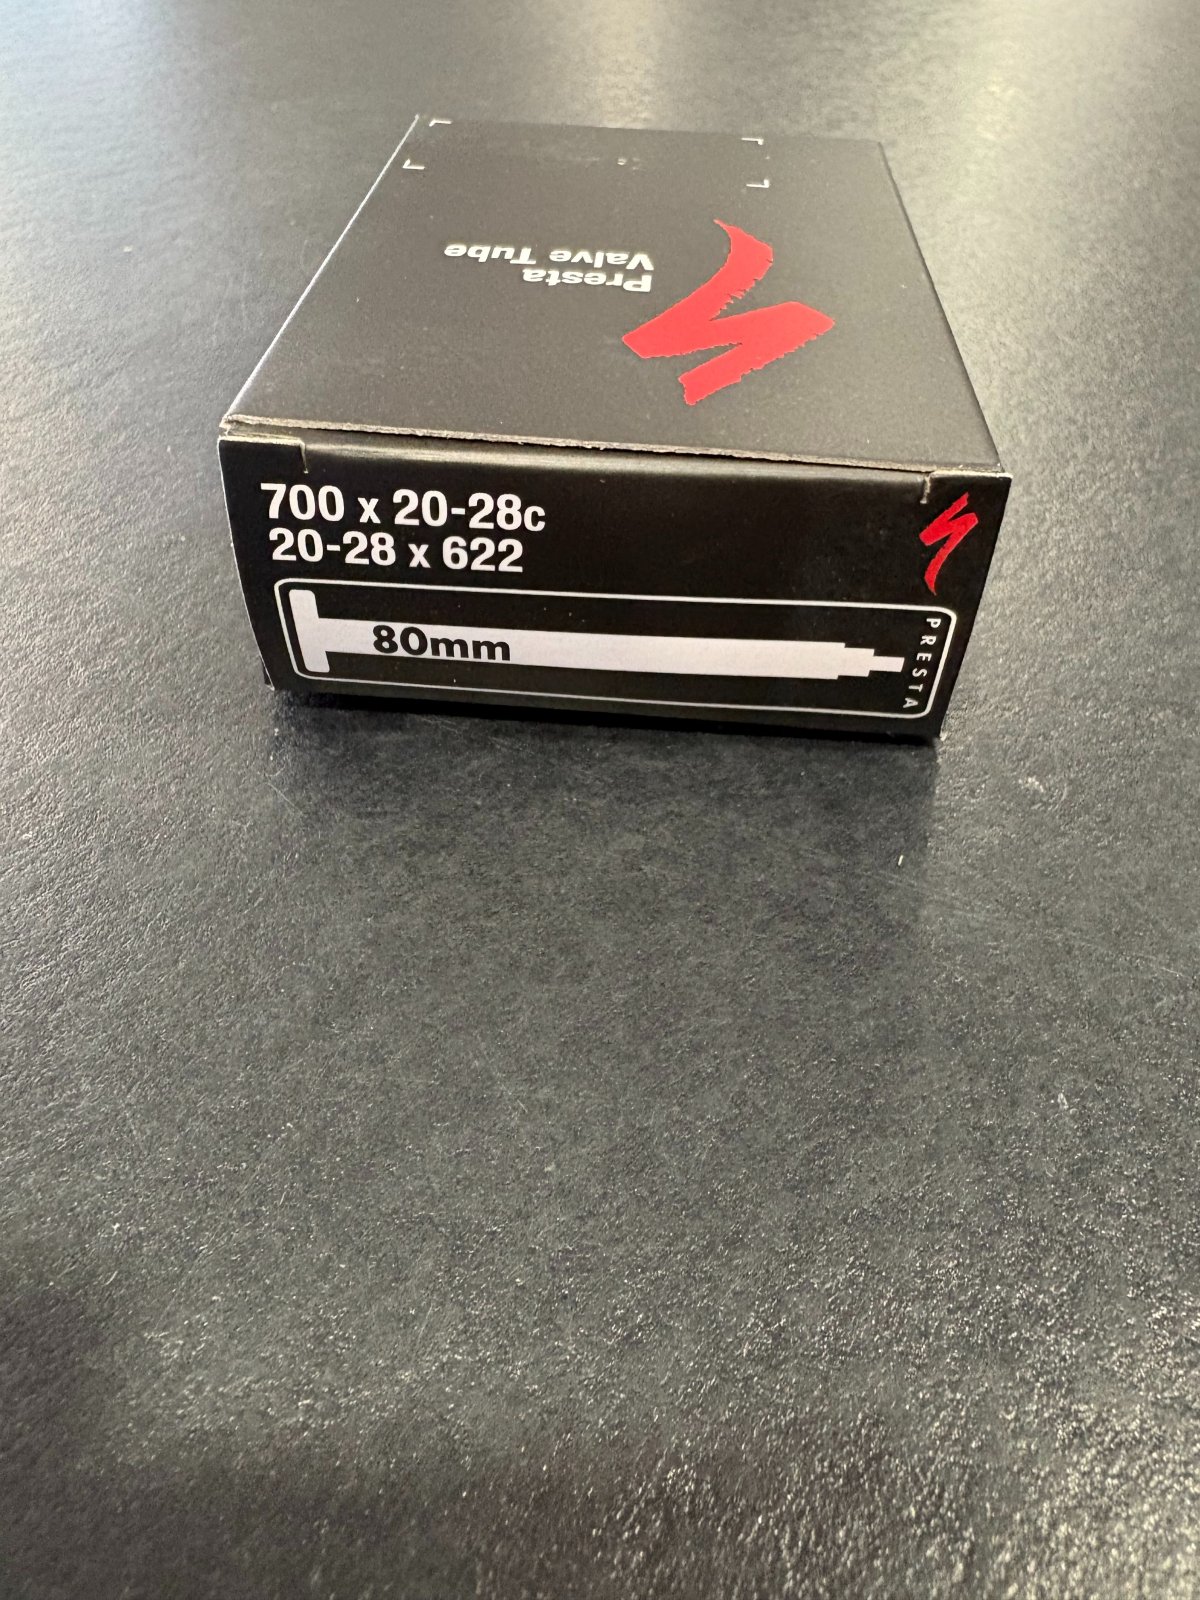 Presta
Valve Tube
700 x 20-28c
20-28 x 622
80mm
PRESTA